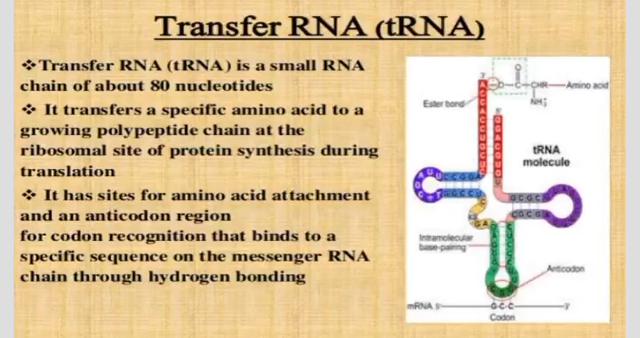 Transfer RNA (tRNA)
❖Transfer RNA (tRNA) is a small RNA
chain of about 80 nucleotides
❖ It transfers a specific amino acid to a
growing polypeptide chain at the
ribosomal site of protein synthesis during
translation
❖ It has sites for amino acid attachment
and an anticodon region
for codon recognition that binds to a
specific sequence on the messenger RNA
chain through hydrogen bonding
3'
O
O—C—CHR—Amino acid
NH
Ester bond
5'
tRNA
molecule
Intramolecular
base-pairing
Anticodon
mRNA 5'
G-C-C
3'
Codon